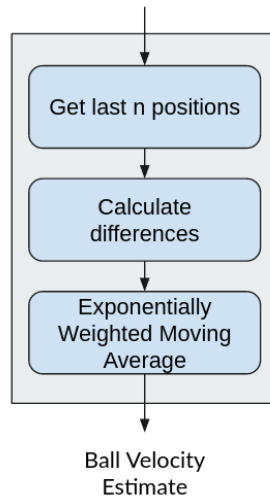 Get last n positions
Calculate
differences
Exponentially
Weighted Moving
Average
Ball Velocity
Estimate